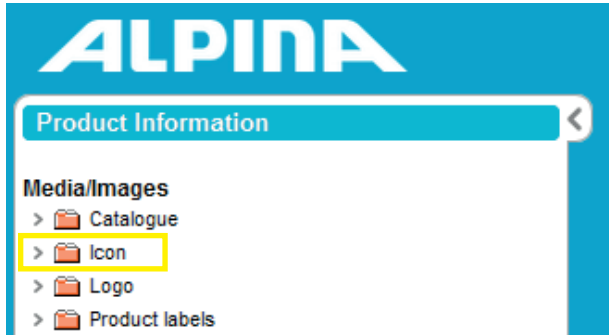 ALPINA
Product Information
Media/Images
Catalogue
Icon
Logo
Product labels